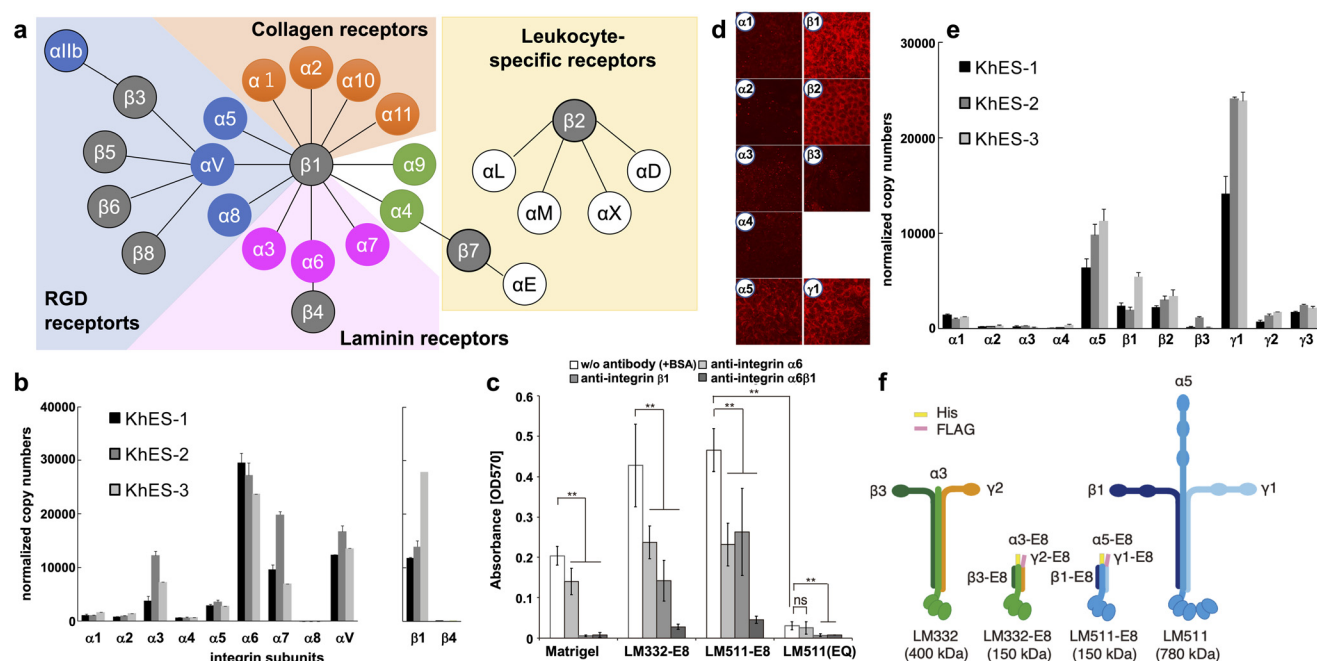 a
Collagen receptors
Leukocyte-
specific receptors
αIIb
β3
β5
β6
β8
αV
α5
α8
α1
α2
α10
α11
β1
α9
α4
α3
α6
α7
β4
β7
αE
β2
αL
αM
αX
αD
RGD
receptorts
Laminin receptors
b
normalized copy numbers
40000
30000
20000
10000
0
KhES-1
KhES-2
KhES-3
α1 α2 α3 α4 α5 α6 α7 α8 αV β1 β4
integrin subunits
c
w/o antibody (+BSA)
anti-integrin β1
anti-integrin α6
anti-integrin α6β1
Absorbance [OD570]
0.6
0.5
0.4
0.3
0.2
0.1
0
**
**
**
**
**
ns
Matrigel LM332-E8 LM511-E8 LM511(EQ)
d
α1 β1
α2 β2
α3 β3
α4
α5 γ1
e
normalized copy numbers
30000
20000
10000
0
KhES-1
KhES-2
KhES-3
α1 α2 α3 α4 α5 β1 β2 β3 γ1 γ2 γ3
f
His
FLAG
α5
β3
α3
γ2
β1
γ1
α3-E8
γ2-E8
β3-E8
α5-E8
γ1-E8
β1-E8
LM332 LM332-E8 LM511-E8 LM511
(400 kDa) (150 kDa) (150 kDa) (780 kDa)